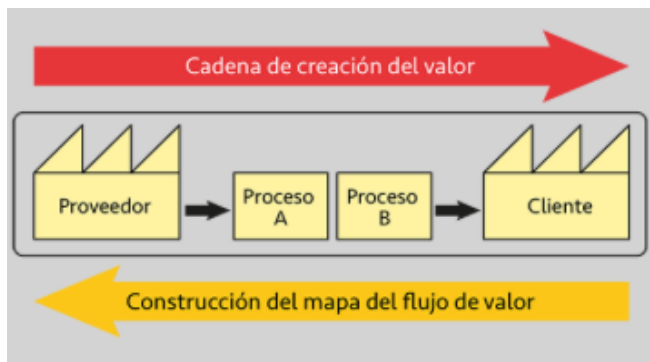 Cadena de creación del valor
Proveedor
Proceso
A
Proceso
B
Cliente
Construcción del mapa del flujo de valor